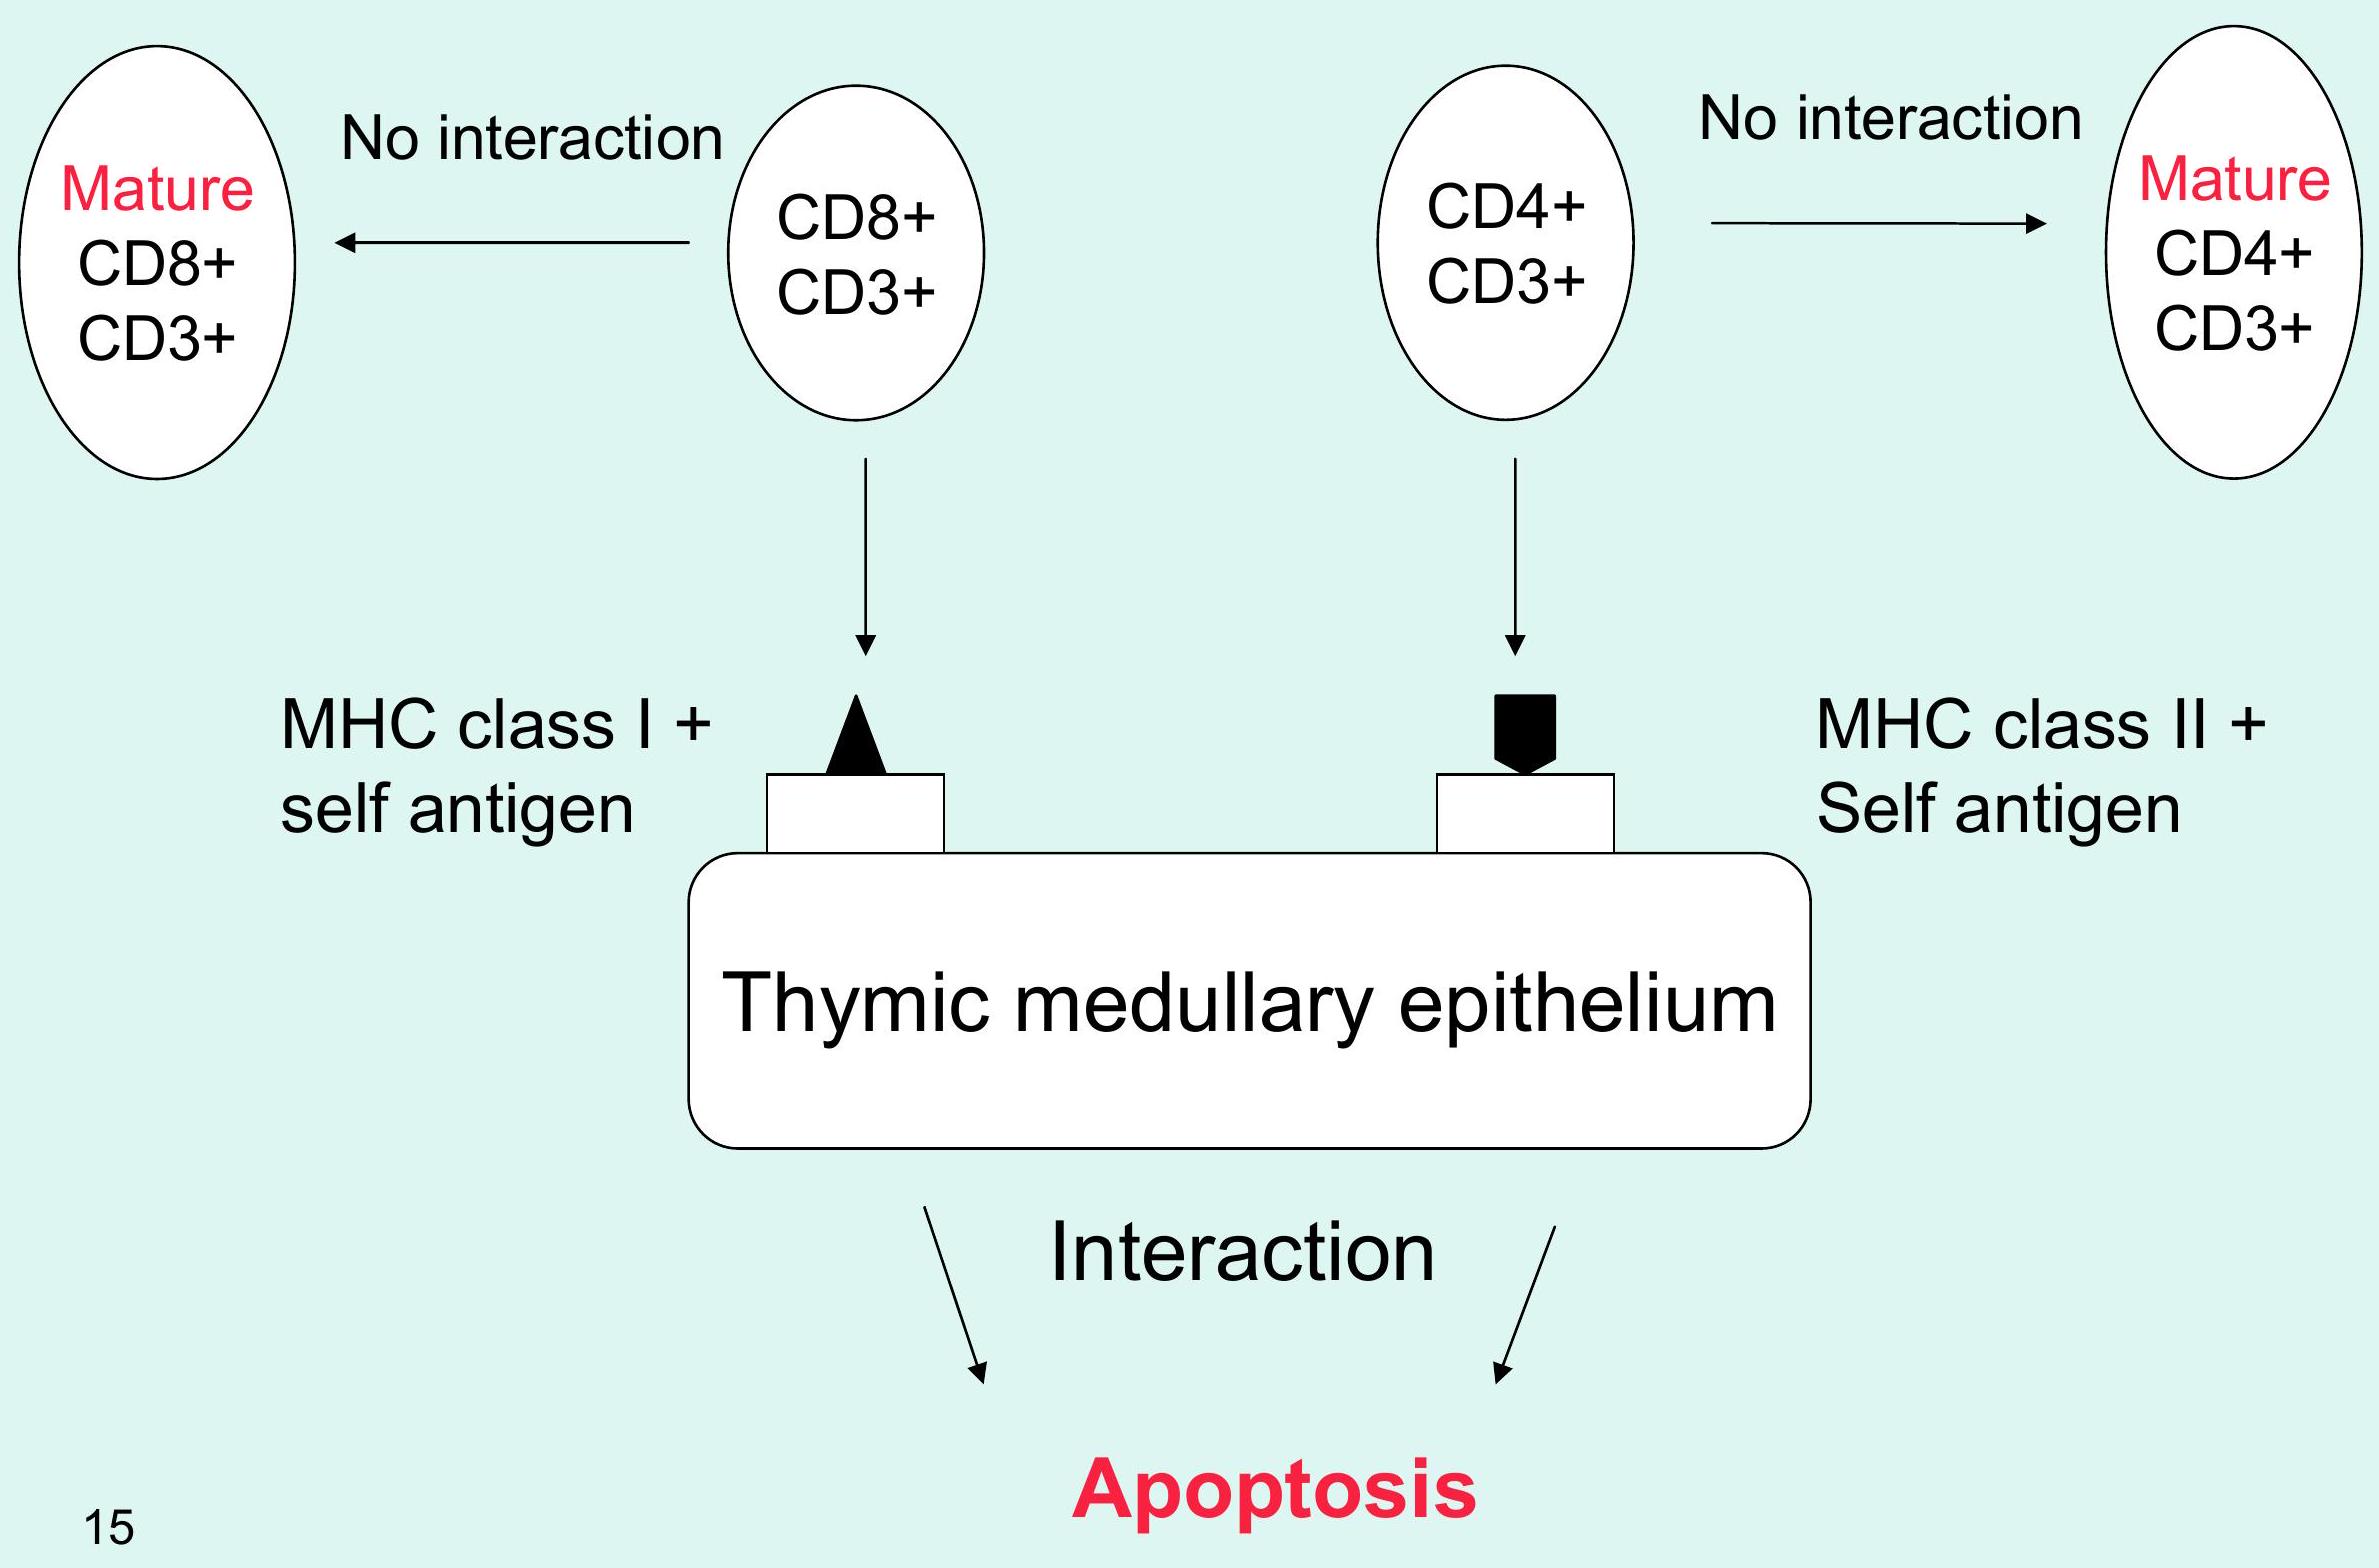 Mature
CD8+
CD3+
No interaction
CD8+
CD3+
CD4+
CD3+
No interaction
Mature
CD4+
CD3+
MHC class I +
self antigen
MHC class II +
Self antigen
Thymic medullary epithelium
Interaction
Apoptosis
15